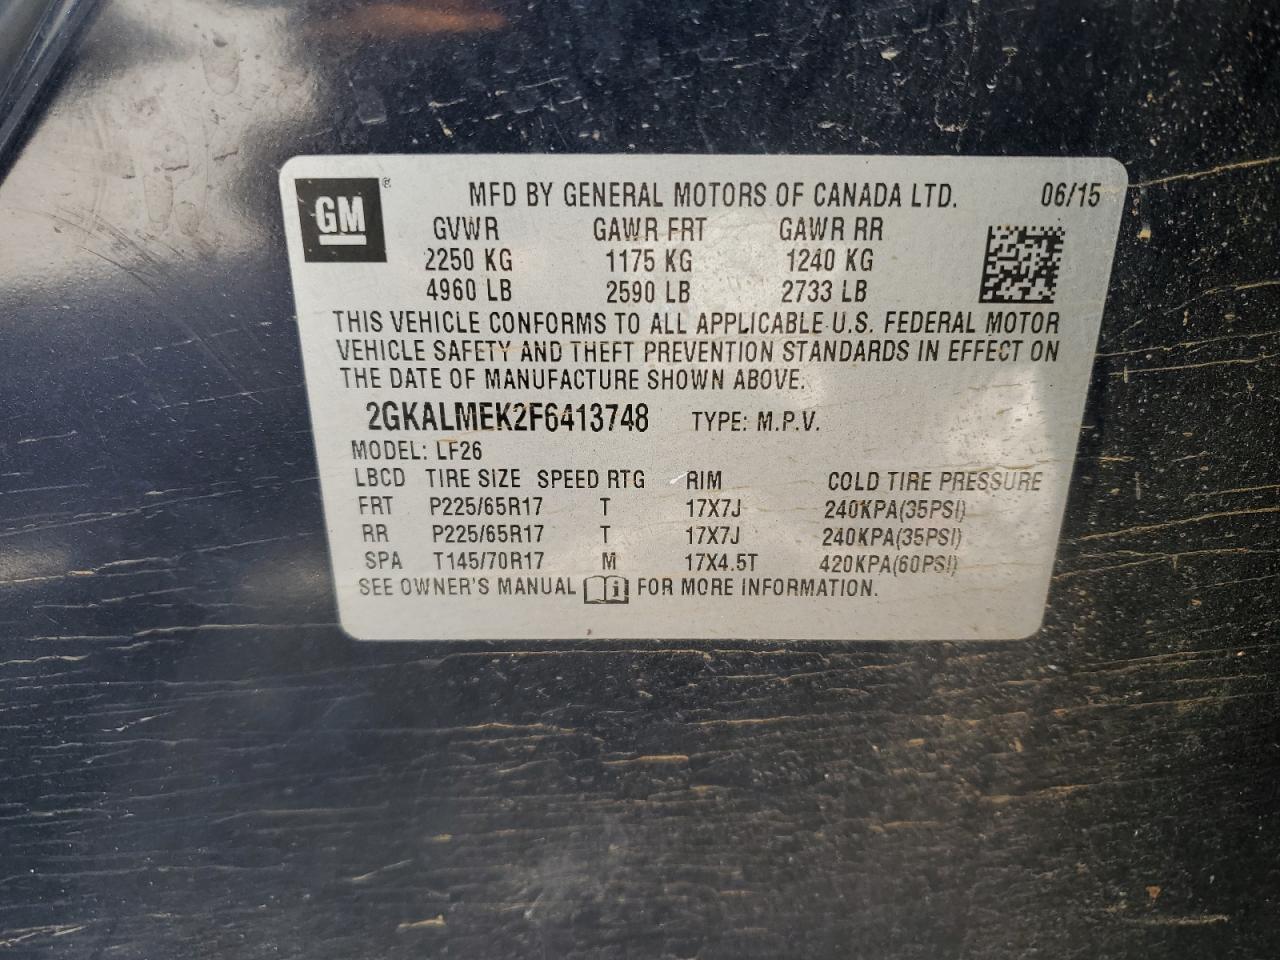 GM ®
MFD BY GENERAL MOTORS OF CANADA LTD. 06/15
GVWR GAWR FRT GAWR RR
2250 KG 1175 KG 1240 KG
4960 LB 2590 LB 2733 LB
THIS VEHICLE CONFORMS TO ALL APPLICABLE U.S. FEDERAL MOTOR
VEHICLE SAFETY AND THEFT PREVENTION STANDARDS IN EFFECT ON
THE DATE OF MANUFACTURE SHOWN ABOVE.
2GKALMEK2F6413748 TYPE: M.P.V.
MODEL: LF26
LBCD TIRE SIZE SPEED RTG RIM COLD TIRE PRESSURE
FRT P225/65R17 T 17X7J 240KPA(35PSI)
RR P225/65R17 T 17X7J 240KPA(35PSI)
SPA T145/70R17 M 17X4.5T 420KPA(60PSI)
SEE OWNER'S MANUAL i FOR MORE INFORMATION.